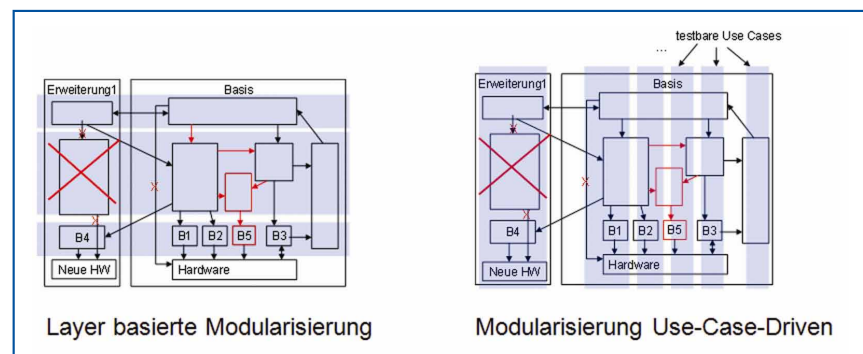 testbare Use Cases
...
Erweiterung1
Basis
X
X
X
B4
B1
B2
B5
B3
Neue HW
Hardware
Layer basierte Modularisierung
Erweiterung1
Basis
X
X
X
B4
B1
B2
B5
B3
Neue HW
Hardware
Modularisierung Use-Case-Driven